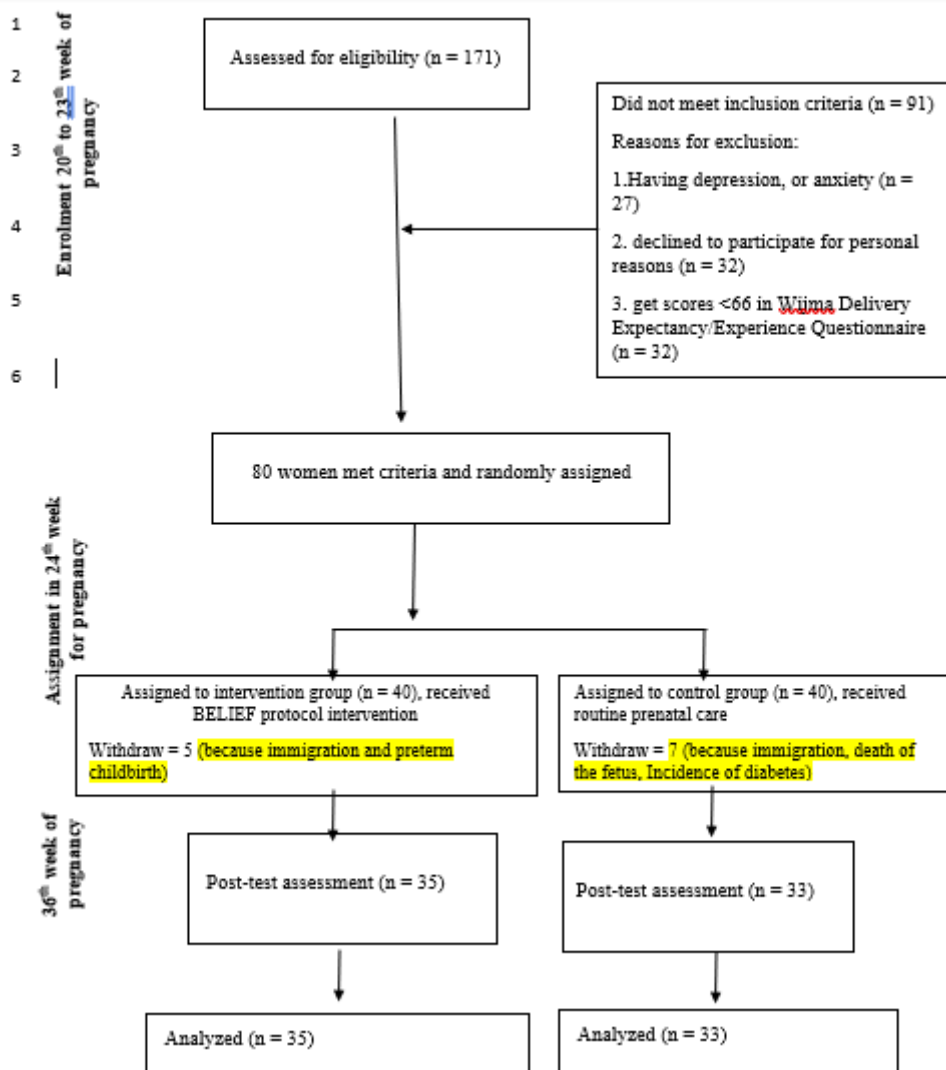 1
2
3
4
5
6
Enrolment 20th to 23th week of
pregnancy
Assessed for eligibility (n = 171)
Did not meet inclusion criteria (n = 91)
Reasons for exclusion:
1.Having depression, or anxiety (n =
27)
2. declined to participate for personal
reasons (n = 32)
3. get scores <66 in Wijma Delivery
Expectancy/Experience Questionnaire
(n = 32)
80 women met criteria and randomly assigned
Assignment in 24th week
for pregnancy
Assigned to intervention group (n = 40), received
BELIEF protocol intervention
Withdraw = 5 (because immigration and preterm
childbirth)
Assigned to control group (n = 40), received
routine prenatal care
Withdraw = 7 (because immigration, death of
the fetus, Incidence of diabetes)
36th week of
pregnancy
Post-test assessment (n = 35)
Post-test assessment (n = 33)
Analyzed (n = 35)
Analyzed (n = 33)